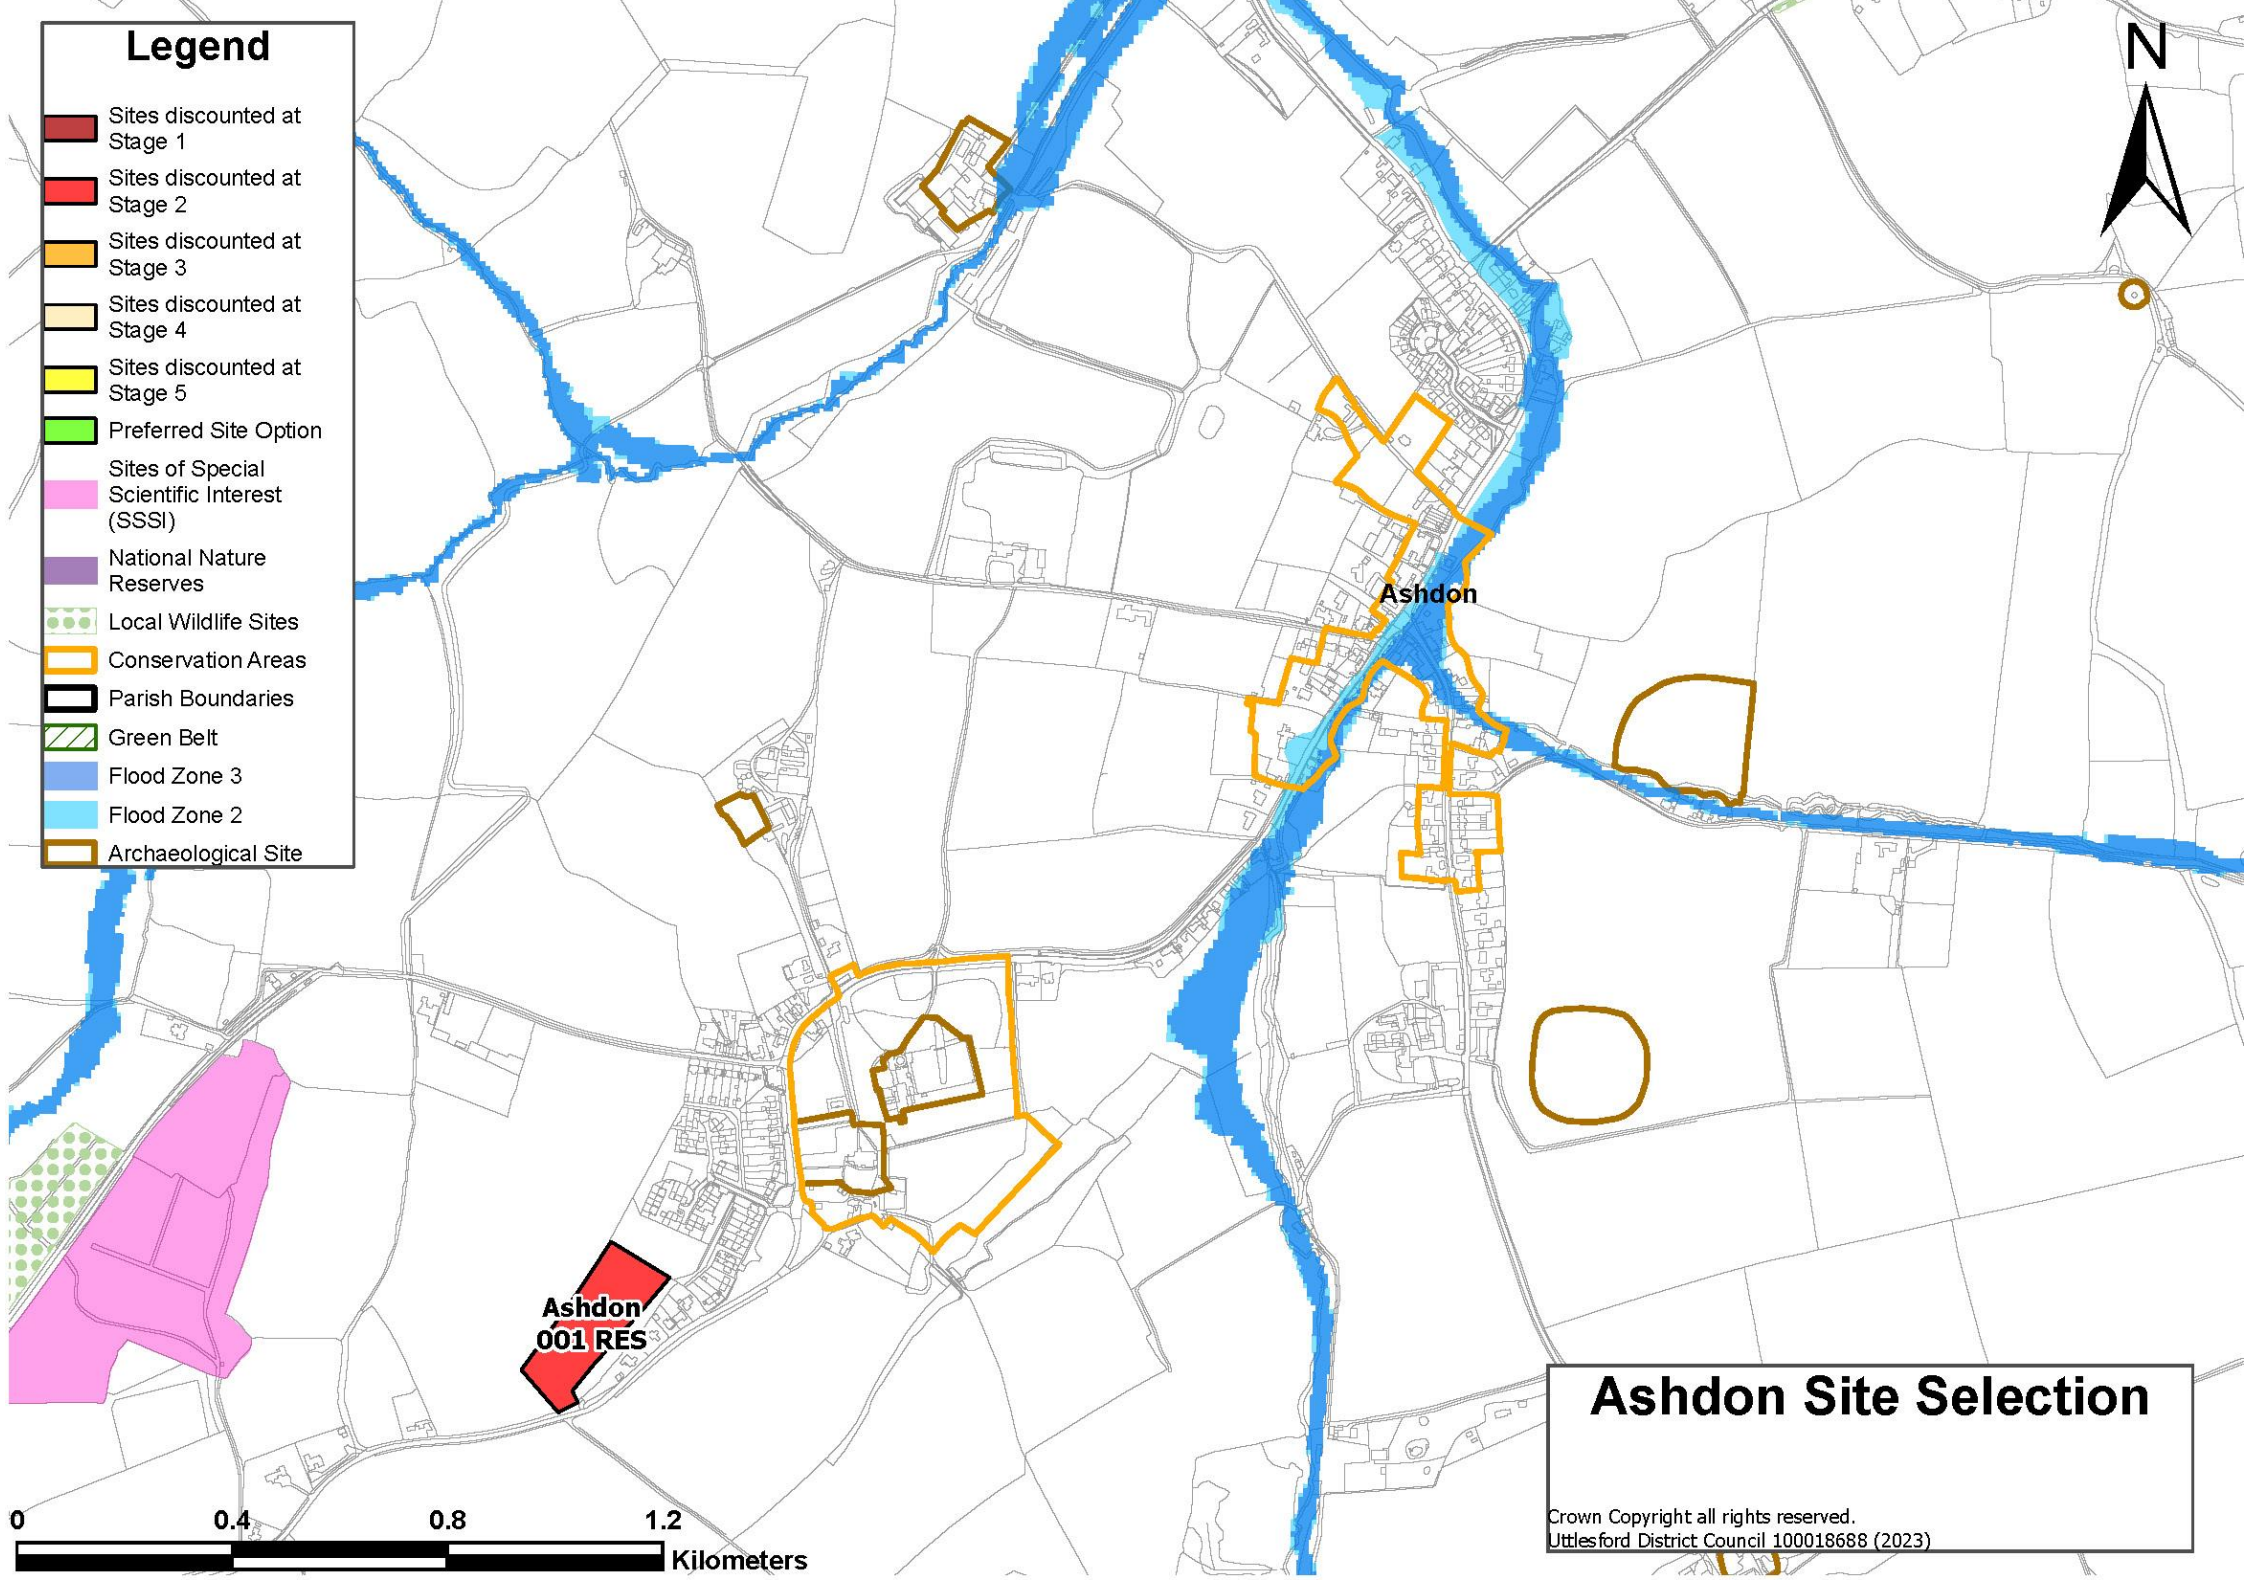 Legend
Sites discounted at
Stage 1
Sites discounted at
Stage 2
Sites discounted at
Stage 3
Sites discounted at
Stage 4
Sites discounted at
Stage 5
Preferred Site Option
Sites of Special
Scientific Interest
(SSSI)
National Nature
Reserves
Local Wildlife Sites
Conservation Areas
Parish Boundaries
Green Belt
Flood Zone 3
Flood Zone 2
Archaeological Site
N
Ashdon
Ashdon
001 RES
0 0.4 0.8 1.2
Kilometers
Ashdon Site Selection
Crown Copyright all rights reserved.
Uttlesford District Council 100018688 (2023)